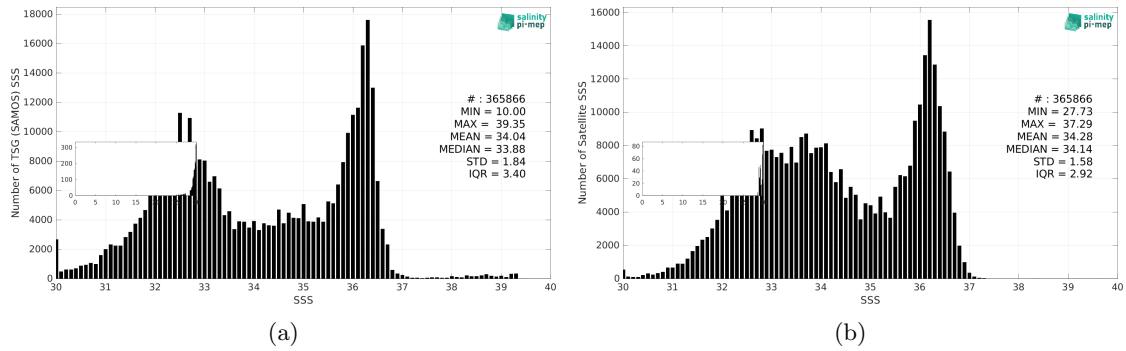 18000
16000
14000
12000
10000
8000
6000
4000
2000
0
Number of TSG (SAMOS) SSS
salinity
pi-mep
# : 365866
MIN = 10.00
MAX = 39.35
MEAN = 34.04
MEDIAN = 33.88
STD = 1.84
IQR = 3.40
300
200
100
0
0 5 10 15
30 31 32 33 34 35 36 37 38 39 40
SSS
(a)
16000
14000
12000
10000
8000
6000
4000
2000
0
Number of Satellite SSS
salinity
pi-mep
# : 365866
MIN = 27.73
MAX = 37.29
MEAN = 34.28
MEDIAN = 34.14
STD = 1.58
IQR = 2.92
80
60
40
20
0
0 5 10 15 20
30 31 32 33 34 35 36 37 38 39 40
SSS
(b)